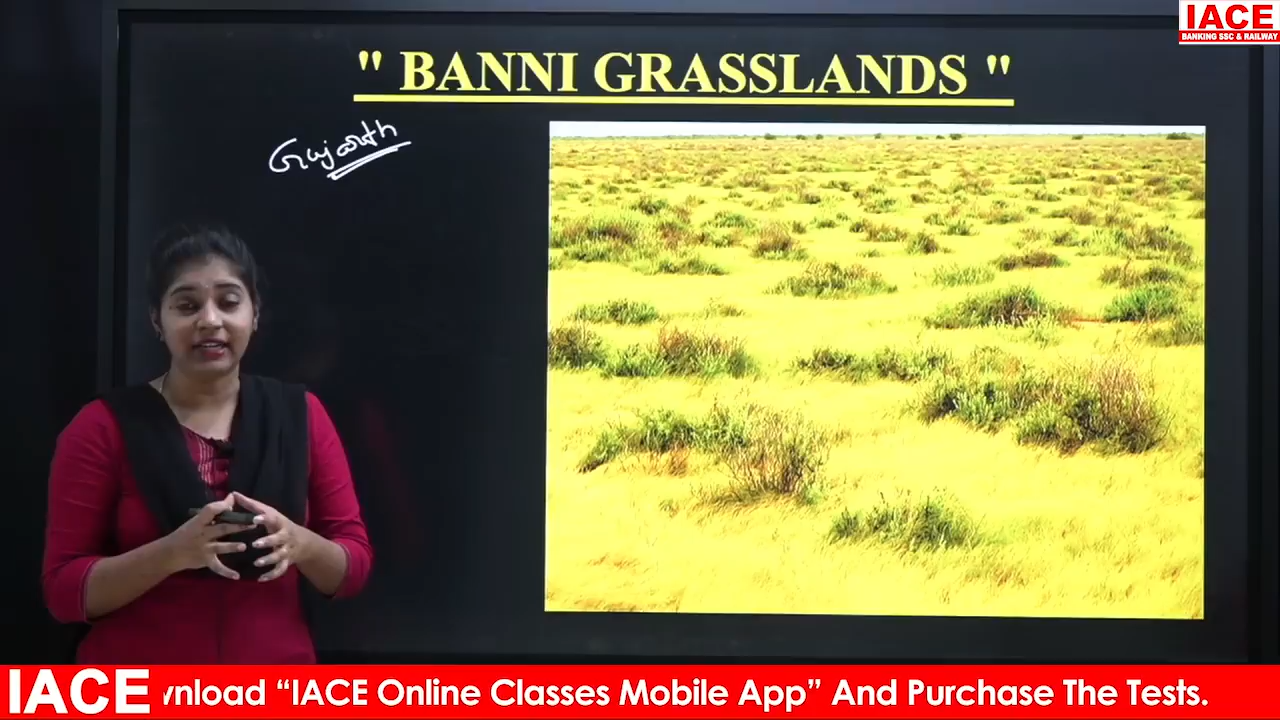 IACE
BANKING SSC & RAILWAY
" BANNI GRASSLANDS "
Gujarath
IACE
wnload “IACE Online Classes Mobile App” And Purchase The Tests.